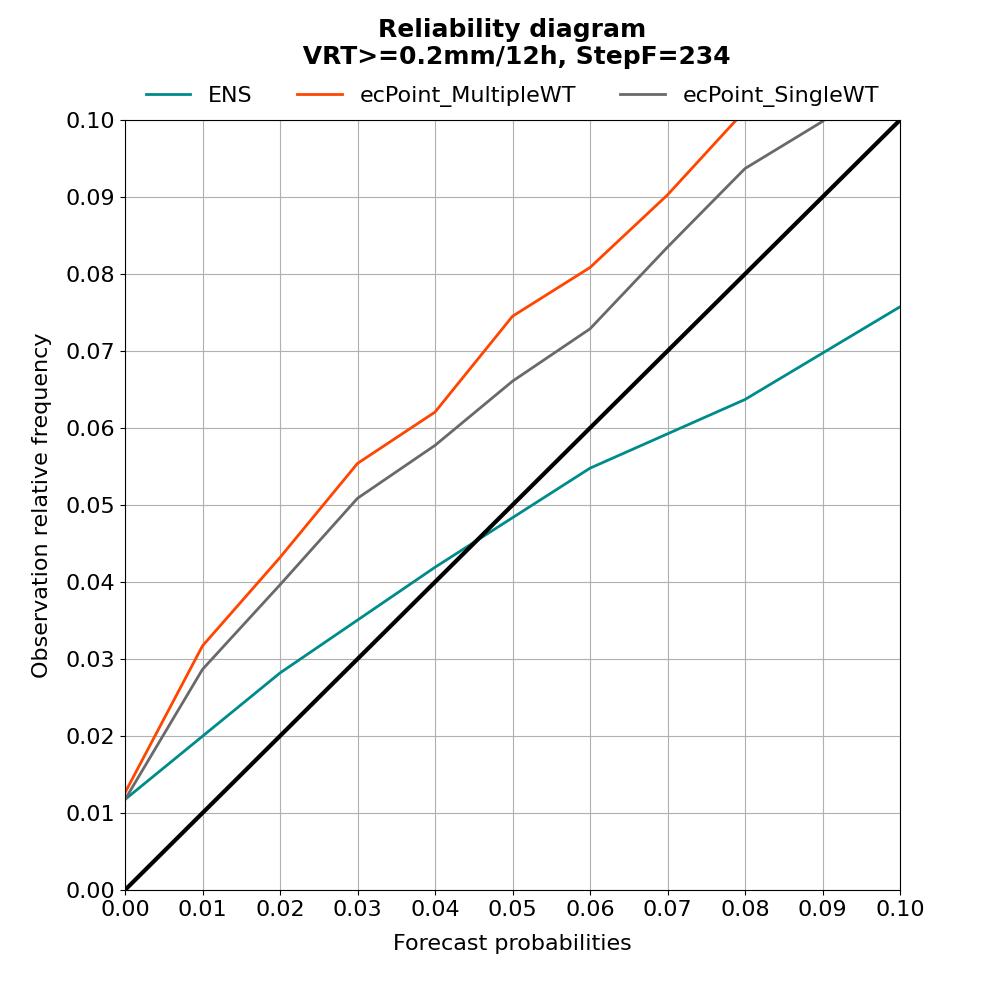 Reliability diagram
VRT>=0.2mm/12h, StepF=234
ENS ecPoint_MultipleWT ecPoint_SingleWT
0.10
0.09
0.08
0.07
0.06
0.05
0.04
0.03
0.02
0.01
0.00
Observation relative frequency
0.00 0.01 0.02 0.03 0.04 0.05 0.06 0.07 0.08 0.09 0.10
Forecast probabilities